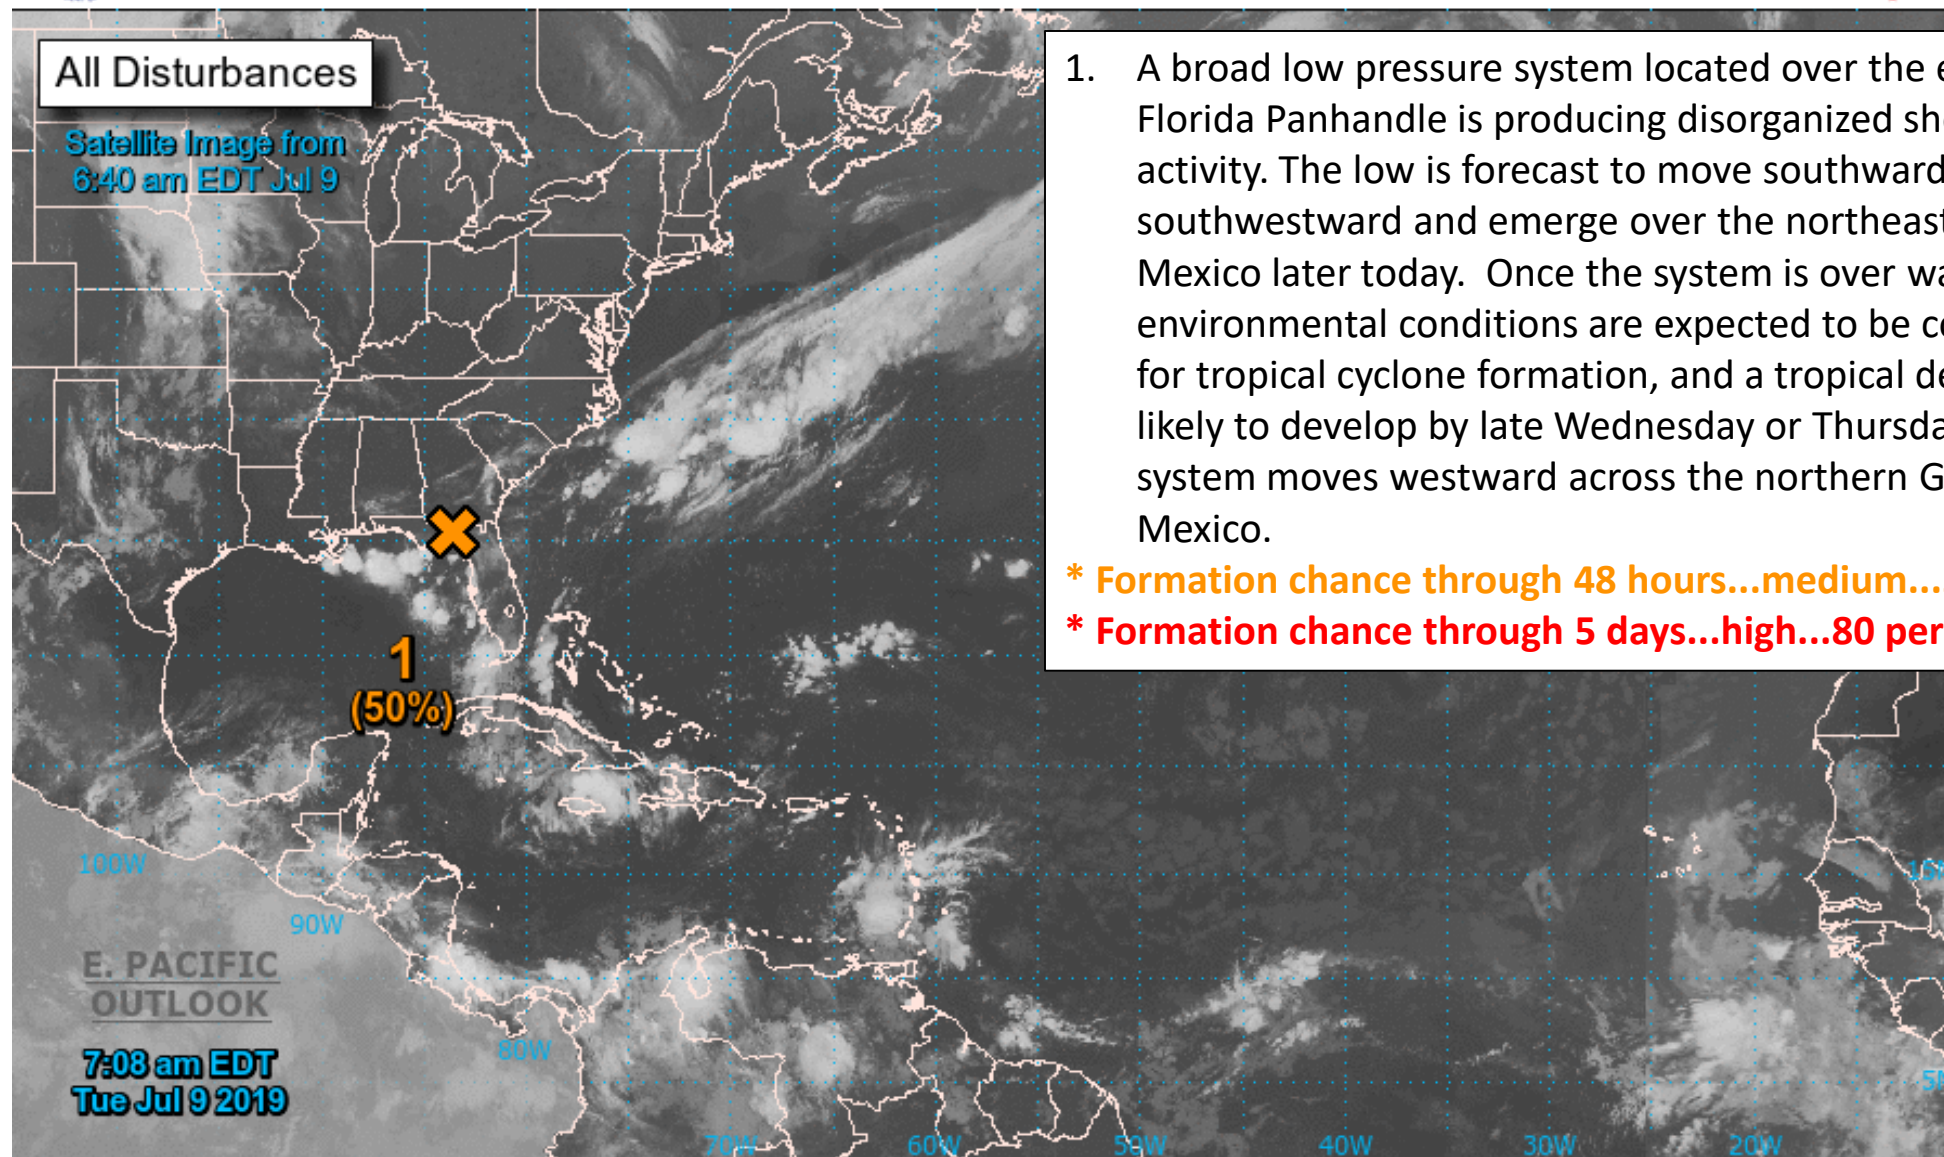 All Disturbances
Satellite Image from
6:40 am EDT Jul 9
1. A broad low pressure system located over the
Florida Panhandle is producing disorganized
activity. The low is forecast to move southward
southwestward and emerge over the northeast
Mexico later today. Once the system is over
environmental conditions are expected to be
for tropical cyclone formation, and a tropical
likely to develop by late Wednesday or
system moves westward across the northern
Mexico.
* Formation chance through 48 hours...medium...
* Formation chance through 5 days...high...80
1
(50%)
100W
90W
80W
70W
60W
50W
40W
30W
20W
E. PACIFIC
OUTLOOK
7:08 am EDT
Tue Jul 9 2019